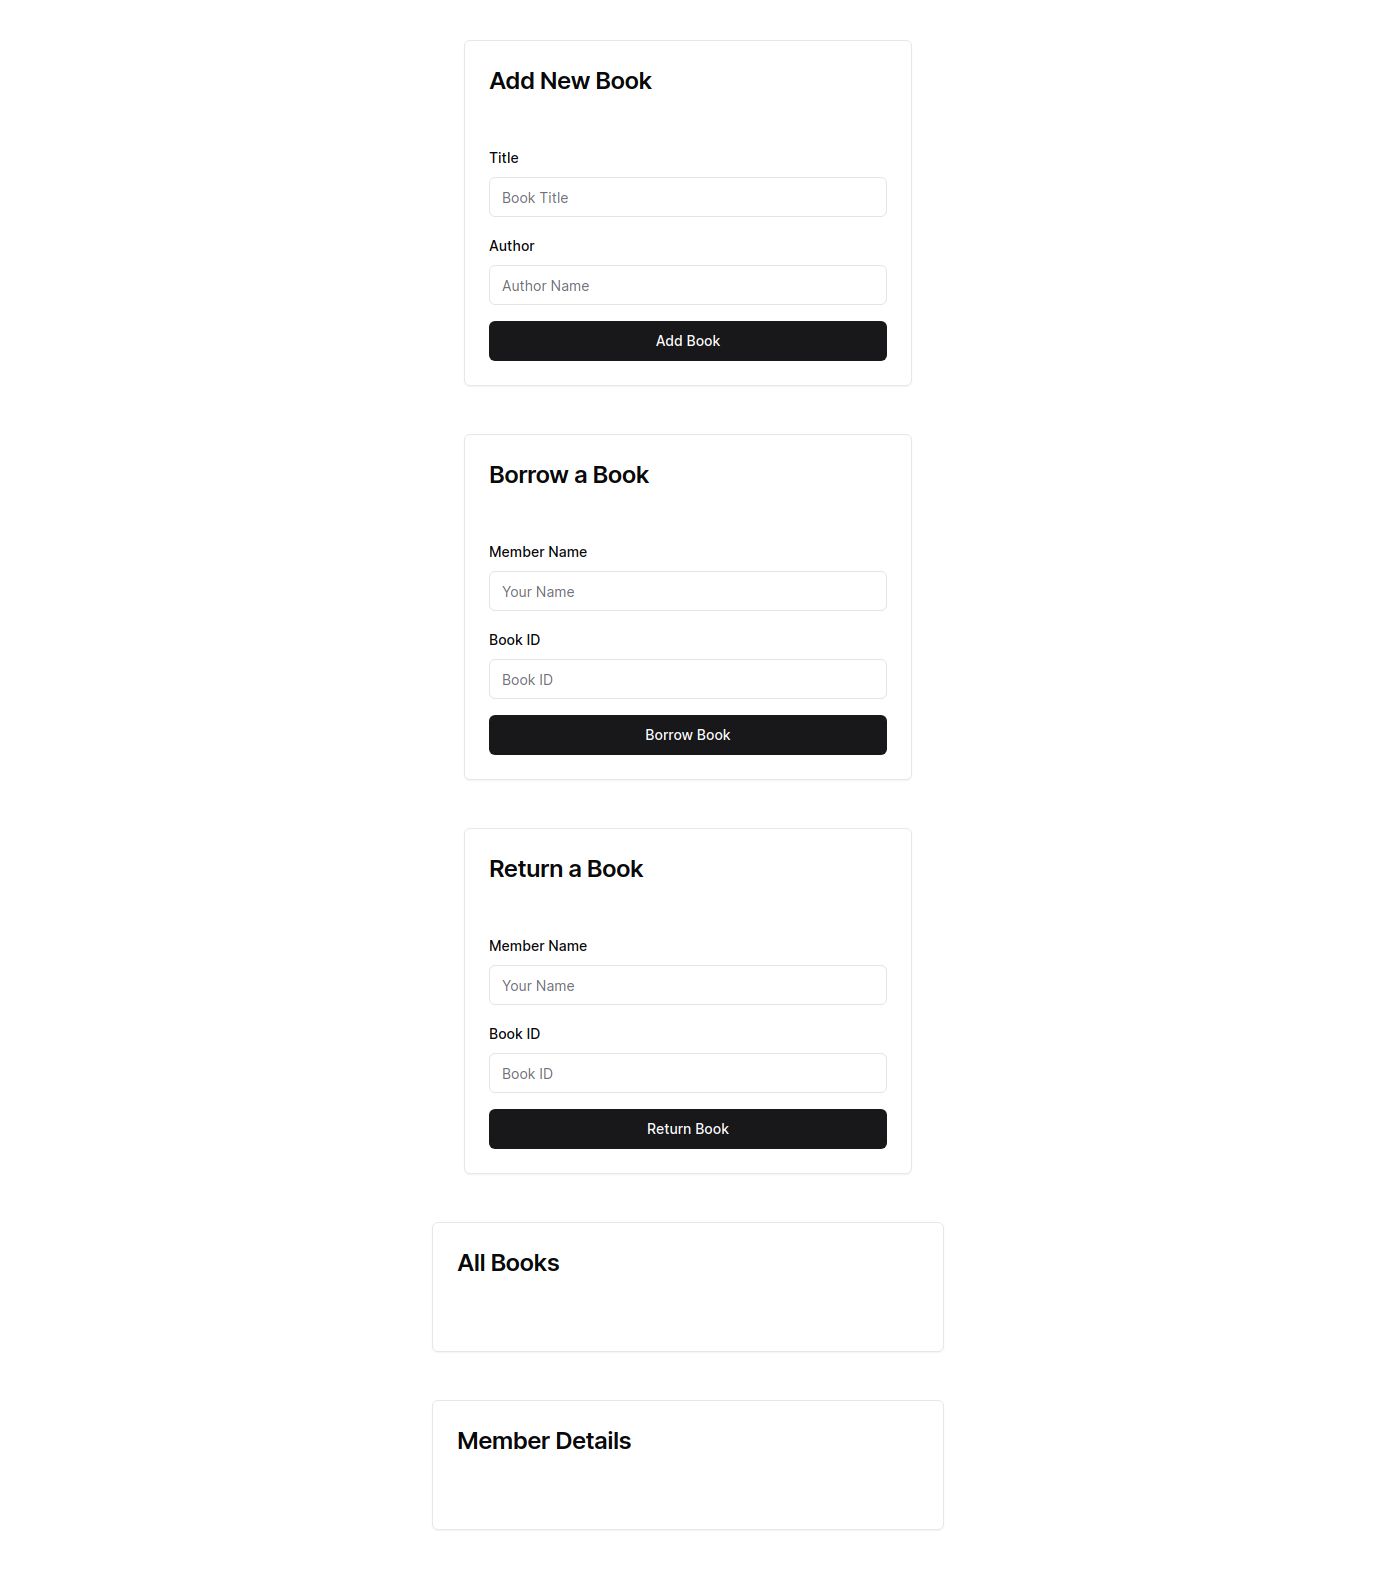 Add New Book
Title
Book Title
Author
Author Name
Add Book
Borrow a Book
Member Name
Your Name
Book ID
Book ID
Borrow Book
Return a Book
Member Name
Your Name
Book ID
Book ID
Return Book
All Books
Member Details